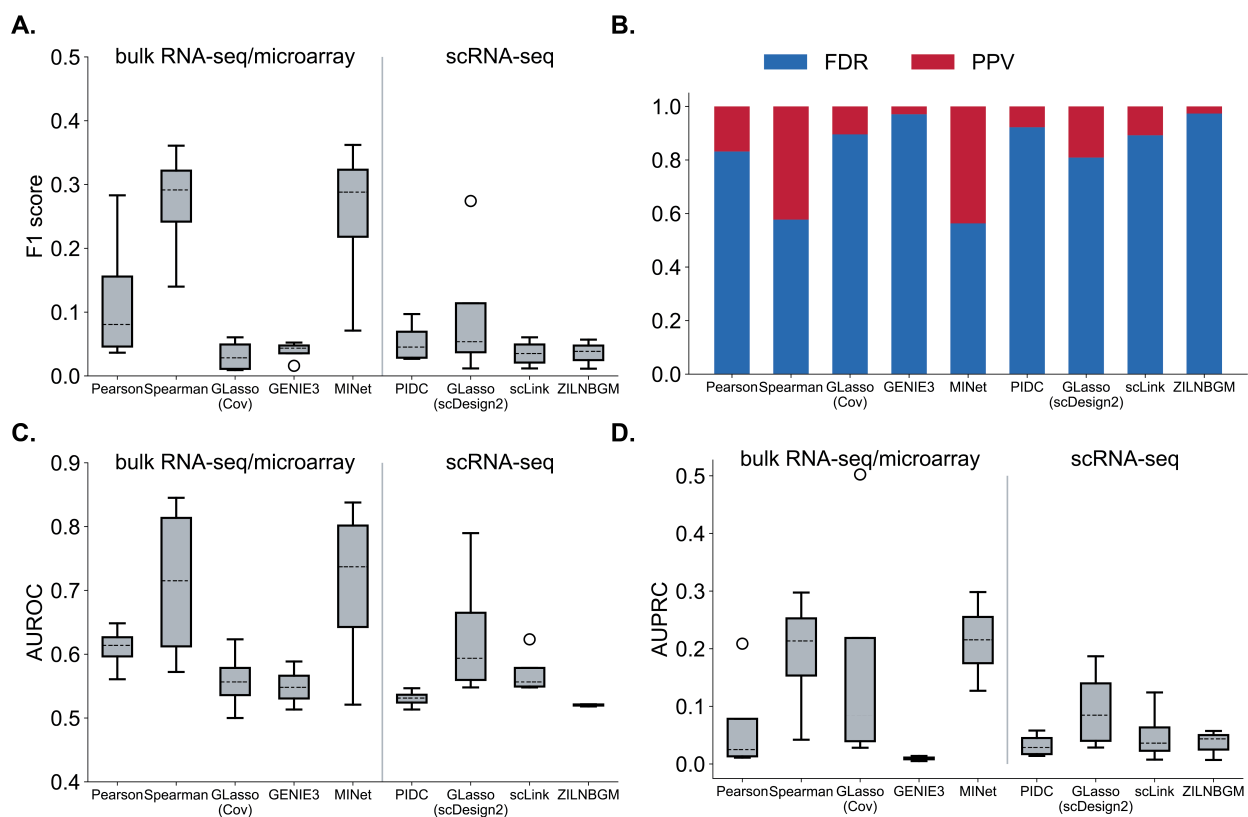 A.
bulk RNA-seq/microarray
scRNA-seq
F1 score
0.5
0.4
0.3
0.2
0.1
0.0
Pearson Spearman GLasso GENIE3 MINet PIDC GLasso scLink ZILNBGM
(Cov) (scDesign2)
B.
FDR PPV
1.0
0.8
0.6
0.4
0.2
0.0
Pearson Spearman GLasso GENIE3 MINet PIDC GLasso scLink ZILNBGM
(Cov) (scDesign2)
C.
bulk RNA-seq/microarray
scRNA-seq
AUROC
0.9
0.8
0.7
0.6
0.5
0.4
Pearson Spearman GLasso GENIE3 MINet PIDC GLasso scLink ZILNBGM
(Cov) (scDesign2)
D.
bulk RNA-seq/microarray
scRNA-seq
AUPRC
0.5
0.4
0.3
0.2
0.1
0.0
Pearson Spearman GLasso GENIE3 MINet PIDC GLasso scLink ZILNBGM
(Cov) (scDesign2)